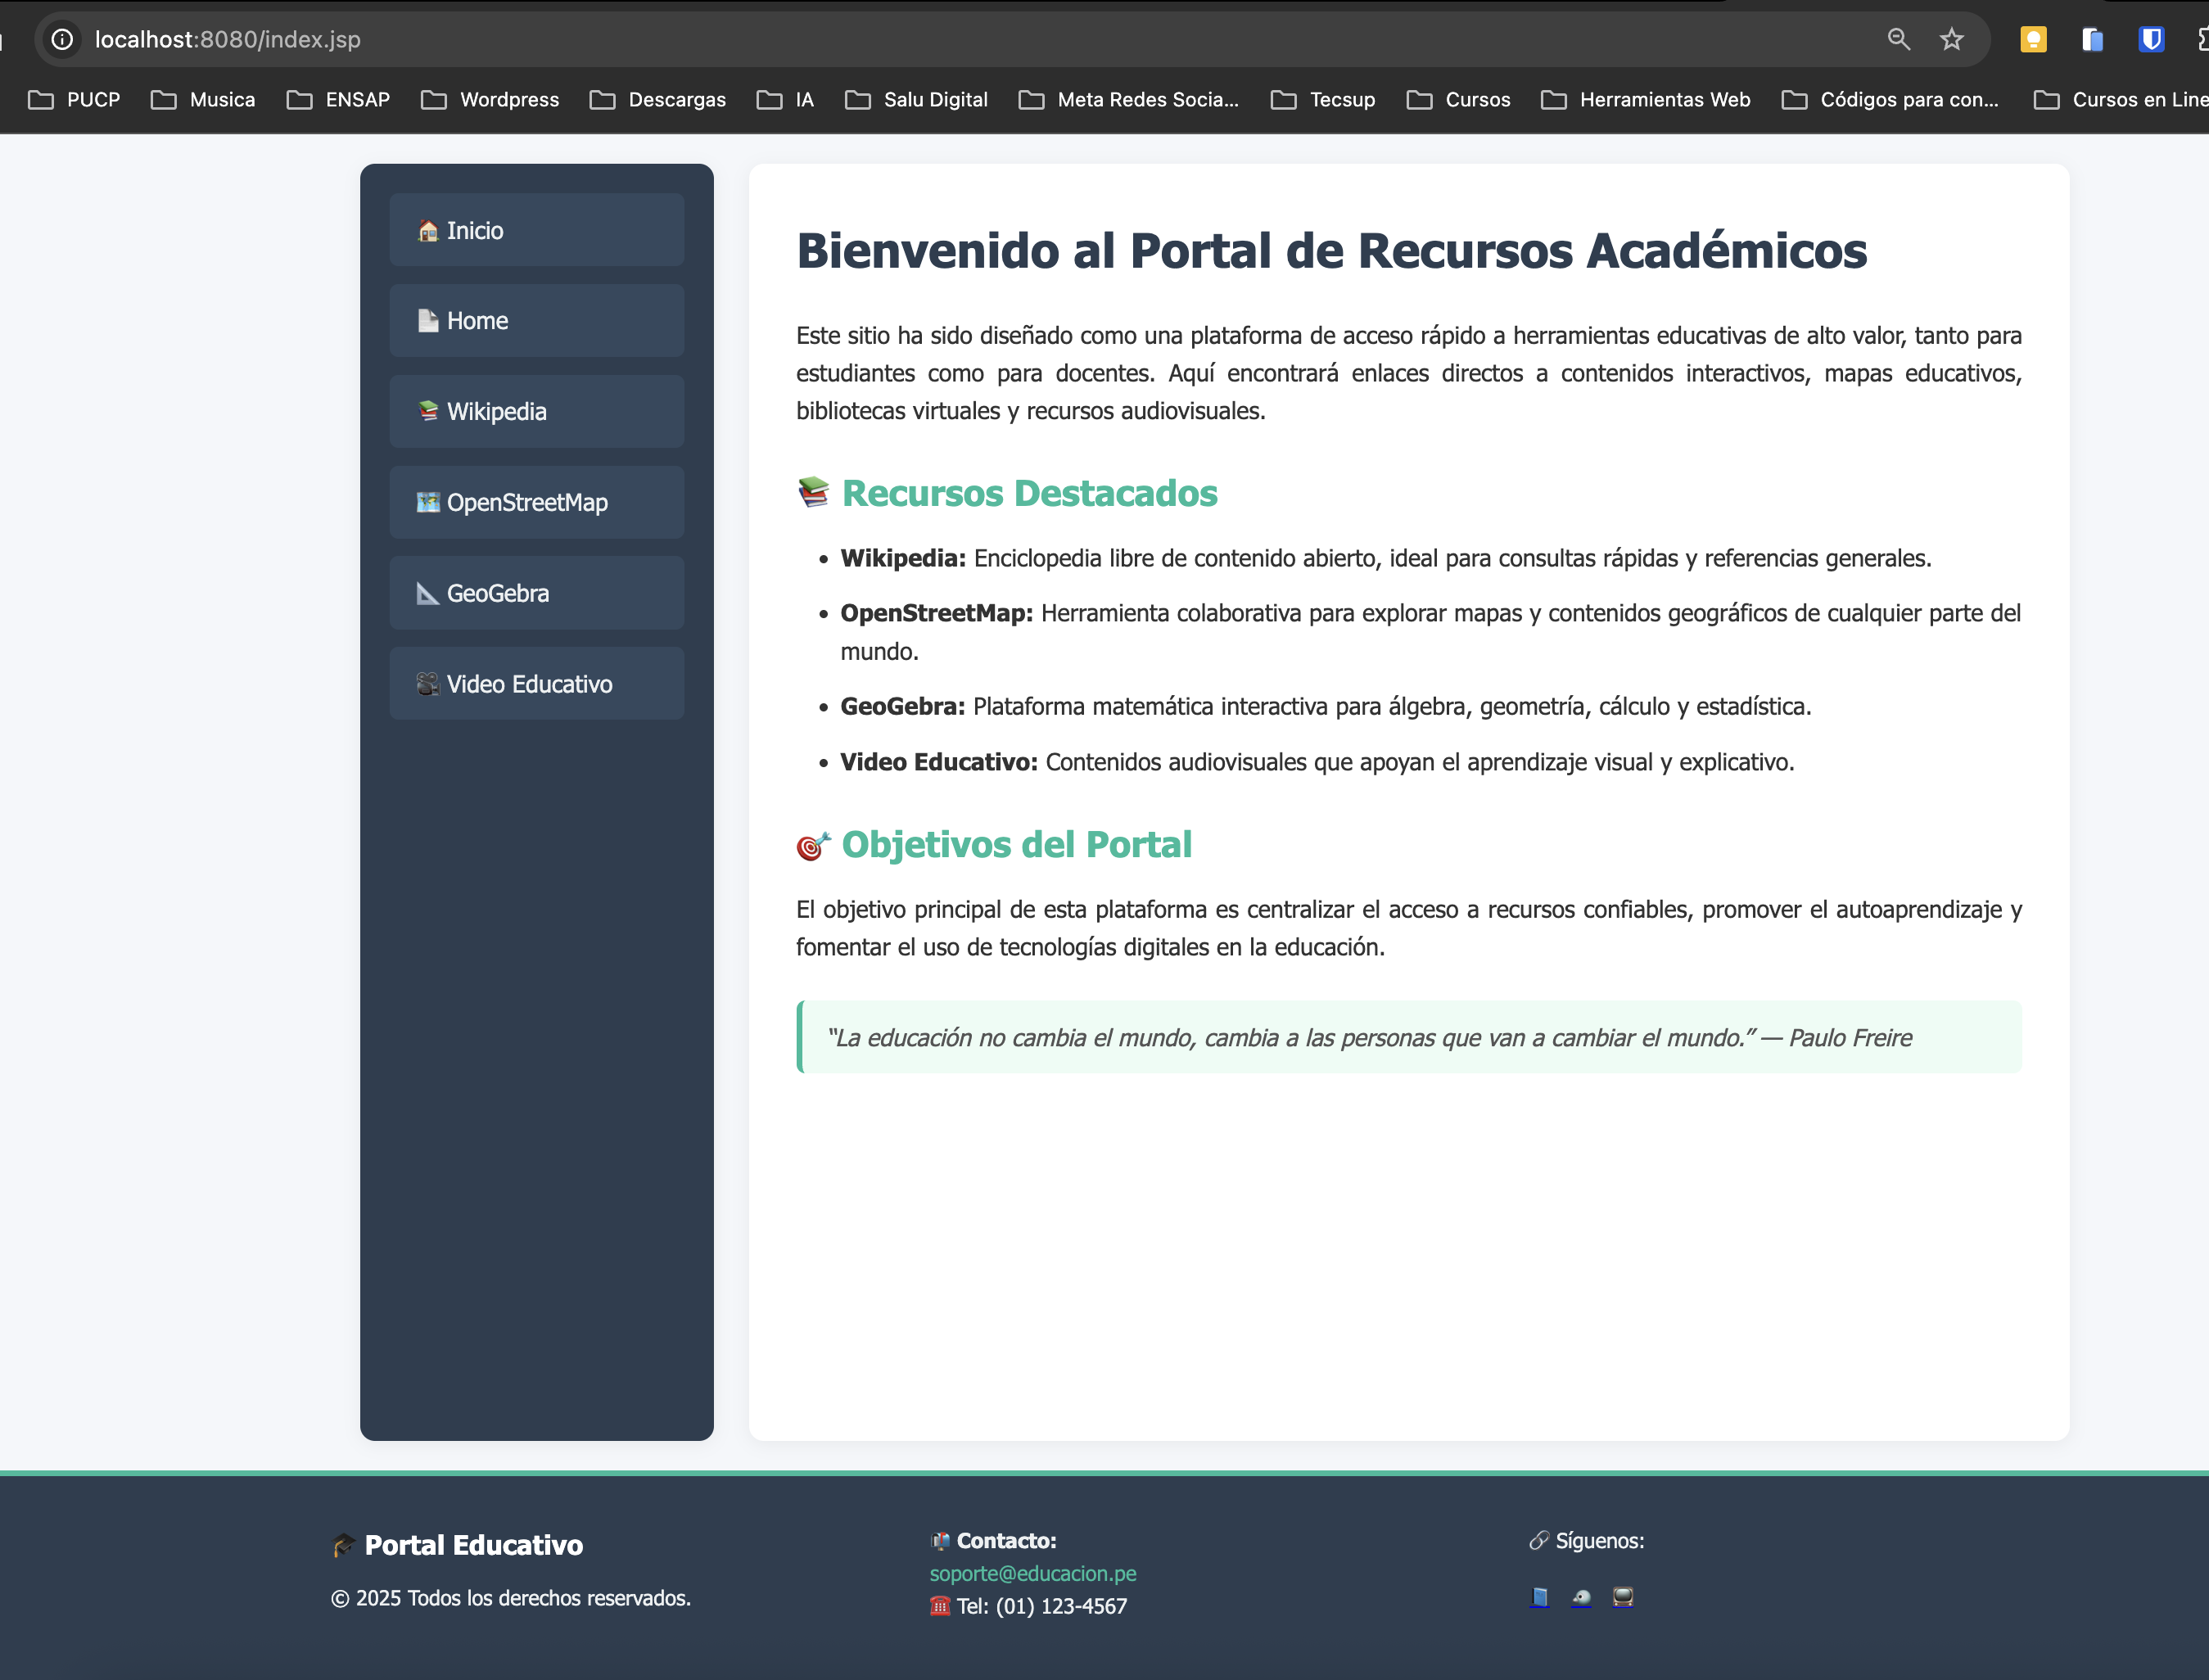 localhost:8080/index.jsp
PUCP Musica ENSAP Wordpress Descargas IA Salu Digital Meta Redes Socia... Tecsup Cursos Herramientas Web Códigos para con... Cursos en Line
Inicio
Home
Wikipedia
OpenStreetMap
GeoGebra
Video Educativo
Bienvenido al Portal de Recursos Académicos
Este sitio ha sido diseñado como una plataforma de acceso rápido a herramientas educativas de alto valor, tanto para
estudiantes como para docentes. Aquí encontrará enlaces directos a contenidos interactivos, mapas educativos,
bibliotecas virtuales y recursos audiovisuales.
Recursos Destacados
• Wikipedia: Enciclopedia libre de contenido abierto, ideal para consultas rápidas y referencias generales.
• OpenStreetMap: Herramienta colaborativa para explorar mapas y contenidos geográficos de cualquier parte del
mundo.
• GeoGebra: Plataforma matemática interactiva para álgebra, geometría, cálculo y estadística.
• Video Educativo: Contenidos audiovisuales que apoyan el aprendizaje visual y explicativo.
Objetivos del Portal
El objetivo principal de esta plataforma es centralizar el acceso a recursos confiables, promover el autoaprendizaje y
fomentar el uso de tecnologías digitales en la educación.
“La educación no cambia el mundo, cambia a las personas que van a cambiar el mundo.” — Paulo Freire
Portal Educativo
© 2025 Todos los derechos reservados.
Contacto:
soporte@educacion.pe
Tel: (01) 123-4567
Síguenos: